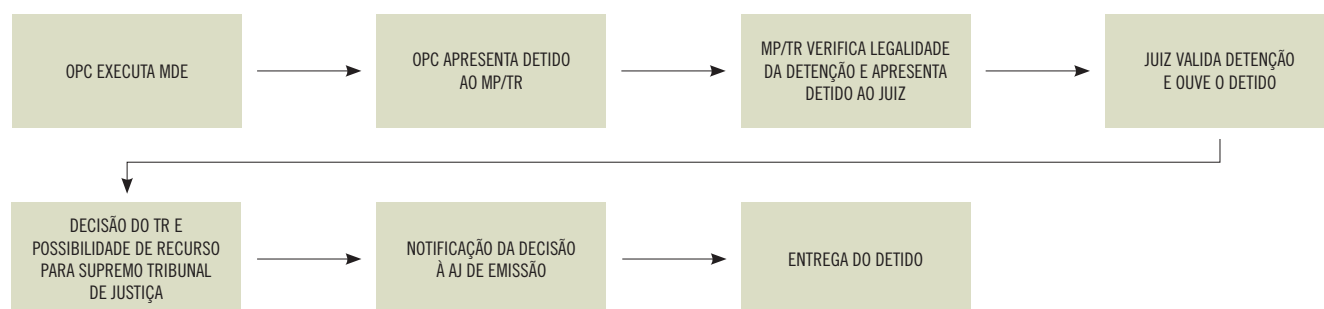 OPC EXECUTA MDE
OPC APRESENTA DETIDO
AO MP/TR
MP/TR VERIFICA LEGALIDADE
DA DETENÇÃO E APRESENTA
DETIDO AO JUIZ
JUIZ VALIDA DETENÇÃO
E OUVE O DETIDO
DECISÃO DO TR E
POSSIBILIDADE DE RECURSO
PARA SUPREMO TRIBUNAL
DE JUSTIÇA
NOTIFICAÇÃO DA DECISÃO
À AJ DE EMISSÃO
ENTREGA DO DETIDO